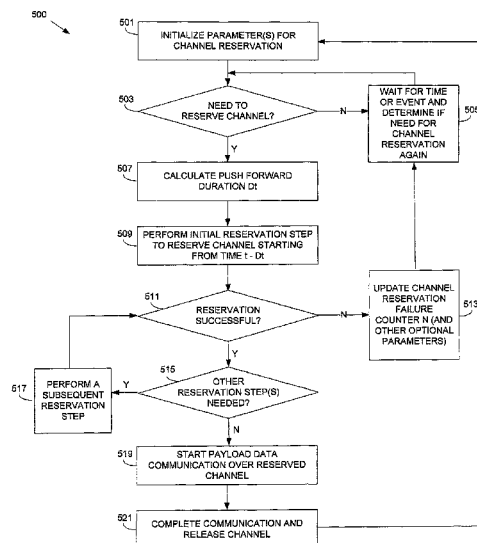 500
501
INITIALIZE PARAMETER(S) FOR
CHANNEL RESERVATION
503
NEED TO
RESERVE CHANNEL?
N
Y
WAIT FOR TIME
OR EVENT AND
DETERMINE IF
NEED FOR
CHANNEL
RESERVATION
AGAIN
505
507
CALCULATE PUSH FORWARD
DURATION Dt
509
PERFORM INITIAL RESERVATION STEP
TO RESERVE CHANNEL STARTING
FROM TIME t - Dt
511
RESERVATION
SUCCESSFUL?
N
Y
UPDATE CHANNEL
RESERVATION
FAILURE
COUNTER N (AND
OTHER OPTIONAL
PARAMETERS)
513
515
OTHER
RESERVATION STEP(S)
NEEDED?
Y
N
517
PERFORM A
SUBSEQUENT
RESERVATION
STEP
519
START PAYLOAD DATA
COMMUNICATION OVER RESERVED
CHANNEL
521
COMPLETE COMMUNICATION AND
RELEASE CHANNEL